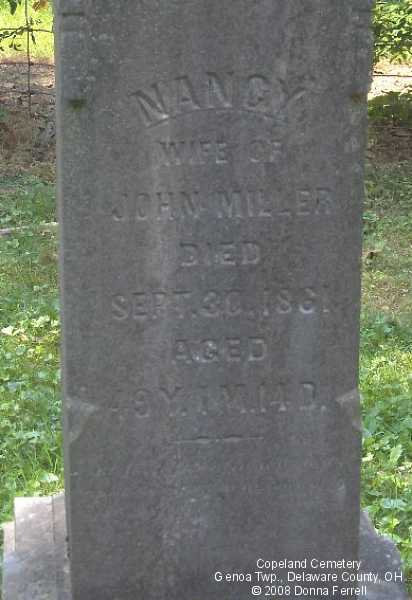 NANCY
WIFE OF
JOHN MILLER
DIED
SEPT. 30. 1861.
AGED
49 Y. 1 M. 14 D.
Copeland Cemetery
Genoa Twp., Delaware County, OH
© 2008 Donna Ferrell